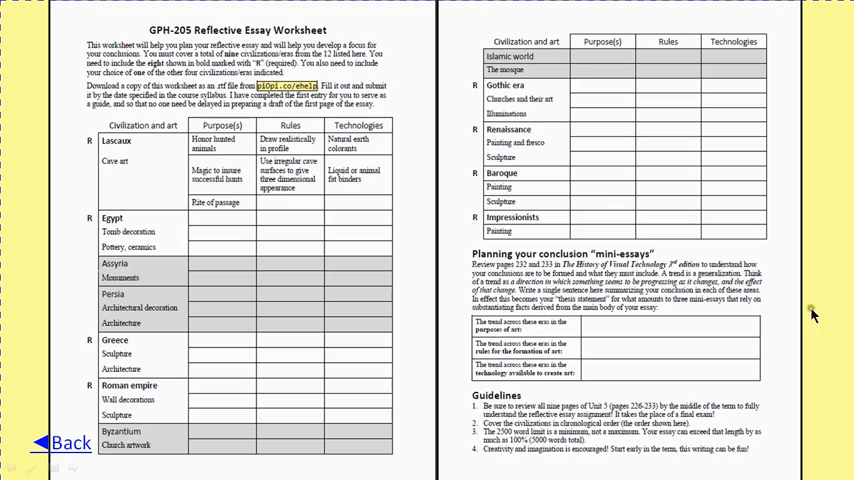 GPH-205 Reflective Essay Worksheet
This worksheet will help you plan your reflective essay and will help you develop a focus for
your conclusions. You must cover a total of nine civilizations/eras from the 12 listed here. You
need to include the eight shown in bold marked with "R" (required). You also need to include
your choice of one of the other four civilizations/eras indicated.
Download a copy of this worksheet as an .rtf file from piOpi.co/ehelp. Fill it out and submit
it by the date specified in the course syllabus. I have completed the first entry for you to serve as
a guide, and so that no one need be delayed in preparing a draft of the first page of the essay.
Civilization and art Purpose(s) Rules Technologies
R Lascaux Honor hunted animals Draw realistically in profile Natural earth colorants
Cave art Magic to insure successful hunts Use irregular cave surfaces to give three dimensional appearance Liquid or animal fat binders
Rite of passage
R Egypt
Tomb decoration
Pottery, ceramics
Assyria
Monuments
Persia
Architectural decoration
Architecture
R Greece
Sculpture
Architecture
R Roman empire
Wall decorations
Sculpture
Byzantium
Church artwork
Back
Civilization and art Purpose(s) Rules Technologies
Islamic world
The mosque
R Gothic era
Churches and their art
Illuminations
R Renaissance
Painting and fresco
Sculpture
R Baroque
Painting
Sculpture
R Impressionists
Painting
Planning your conclusion "mini-essays"
Review pages 232 and 233 in The History of Visual Technology 3rd edition to understand how
your conclusions are to be formed and what they must include. A trend is a generalization. Think
of a trend as a direction in which something seems to be progressing as it changes, and the effect
of that change. Write a single sentence here summarizing your conclusion in each of these areas.
In effect this becomes your "thesis statement" for what amounts to three mini-essays that rely on
substantiating facts derived from the main body of your essay:
The trend across these eras in the
purposes of art:
The trend across these eras in the
rules for the formation of art:
The trend across these eras in the
technology available to create art:
Guidelines
1. Be sure to review all nine pages of Unit 5 (pages 226-233) by the middle of the term to fully
understand the reflective essay assignment! It takes the place of a final exam!
2. Cover the civilizations in chronological order (the order shown here).
3. The 2500 word limit is a minimum, not a maximum. Your essay can exceed that length by as
much as 100% (5000 words total).
4. Creativity and imagination is encouraged! Start early in the term, this writing can be fun!